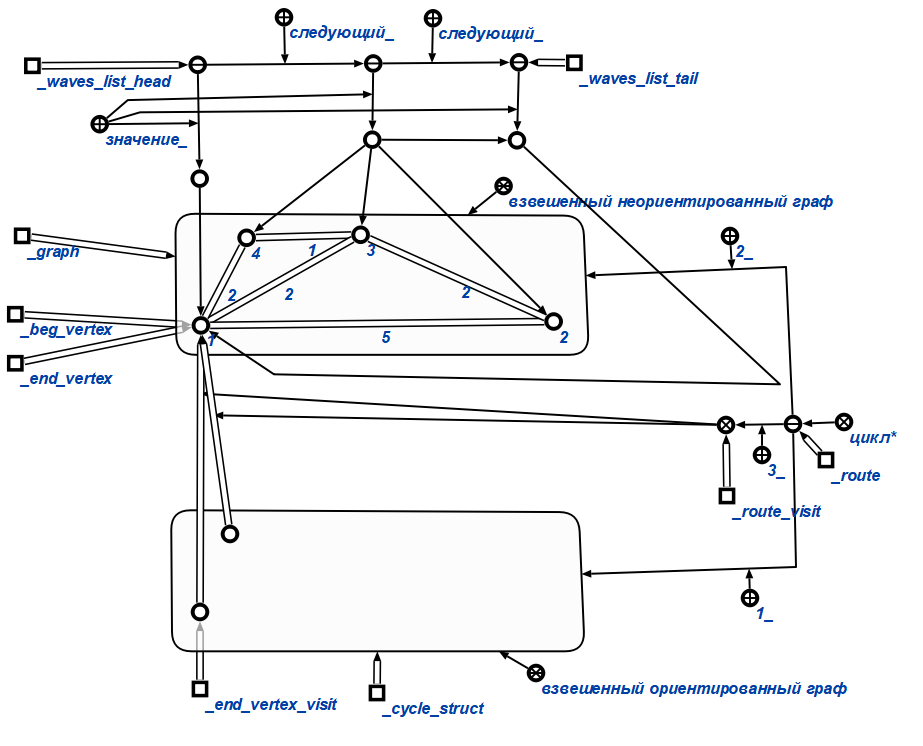 следующий_
следующий_
_waves_list_head
_waves_list_tail
значение_
взвешенный неориентированный граф
_graph
4
1
3
2_
2
2
2
_beg_vertex
1
5
2
_end_vertex
цикл*
3_
_route
_route_visit
1_
взвешенный ориентированный граф
_end_vertex_visit
_cycle_struct